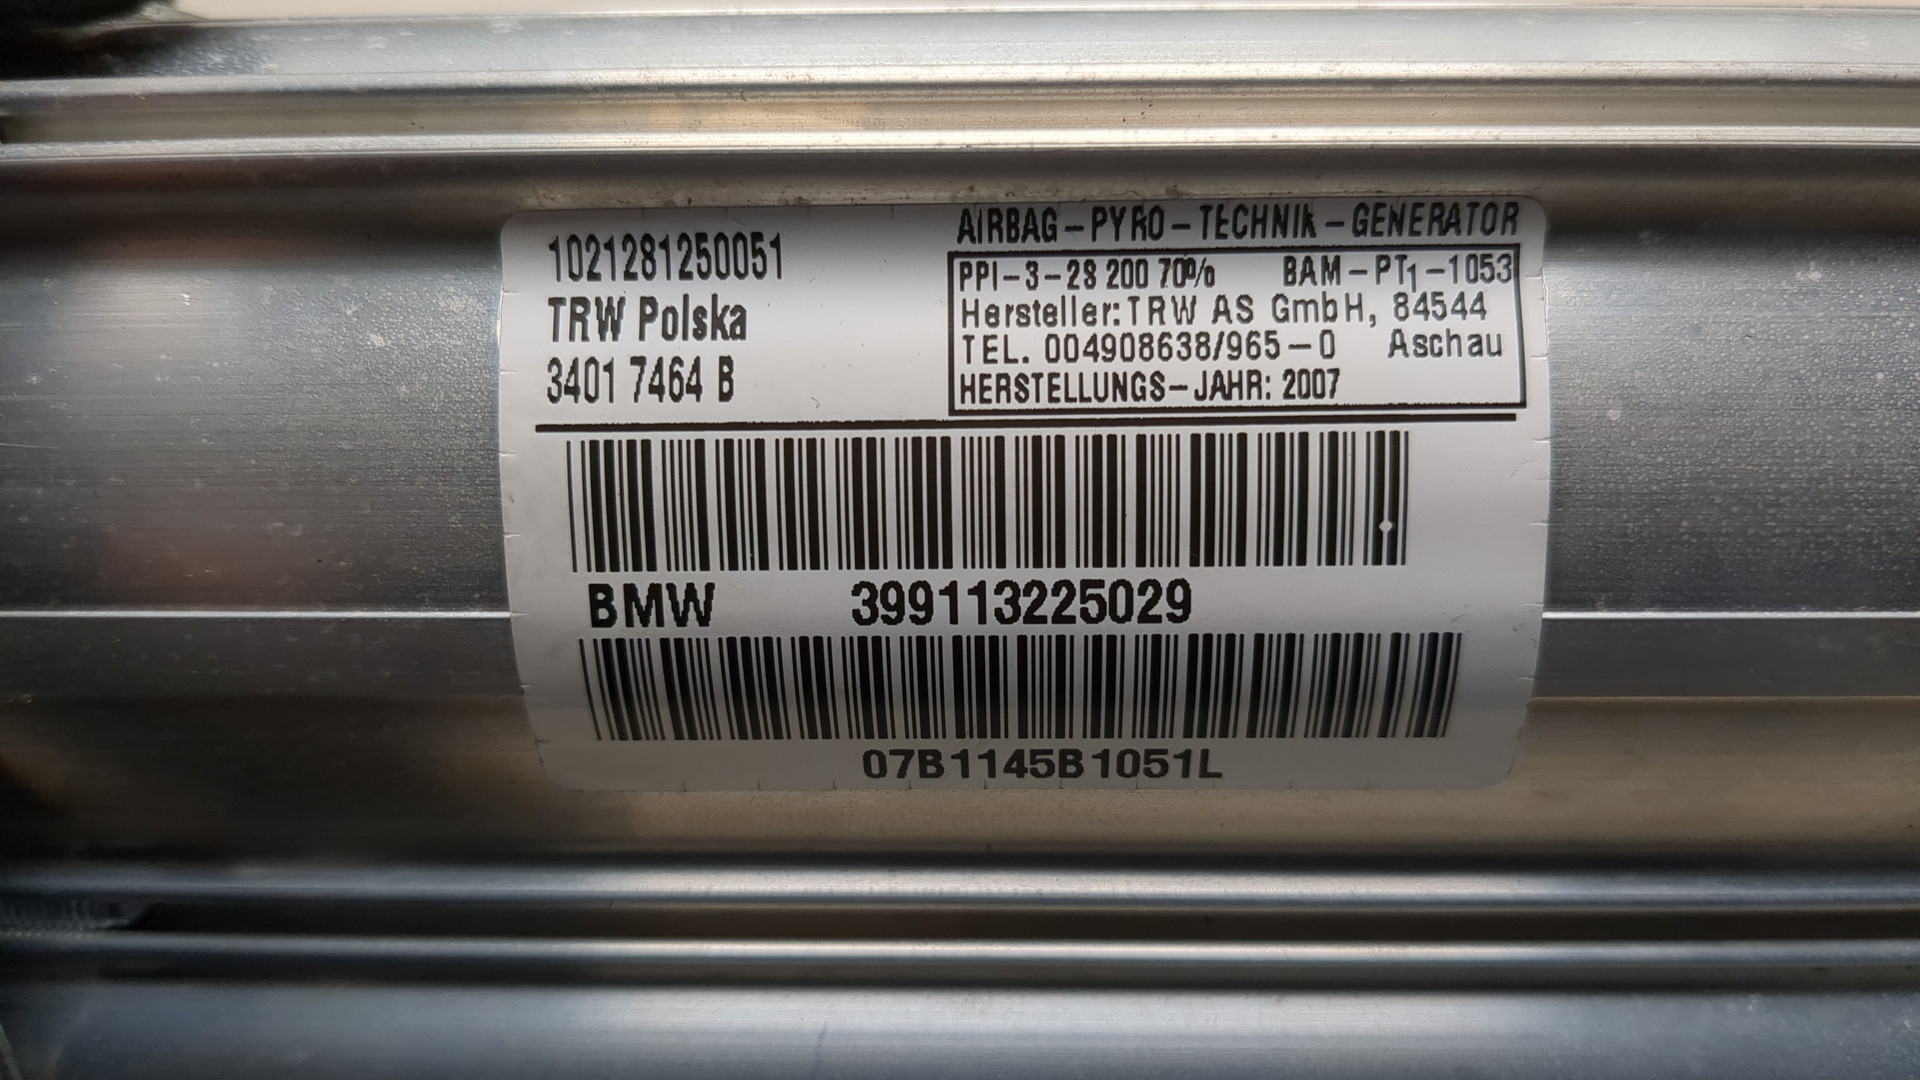 1021281250051
TRW Polska
3401 7464 B
AIRBAG-PYRO-TECHNIK-GENERATOR
PPI-3-28 200 70% BAM-PT1-1053
Hersteller: TRW AS GmbH, 84544
TEL. 004908638/965-0 Aschau
HERSTELLUNGS-JAHR: 2007
BMW 399113225029
07B1145B1051L